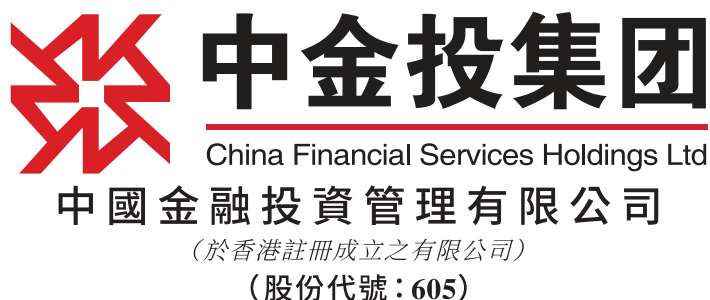 中金投集团
China Financial Services Holdings Ltd
中國金融投資管理有限公司
（於香港註冊成立之有限公司）
（股份代號：605）